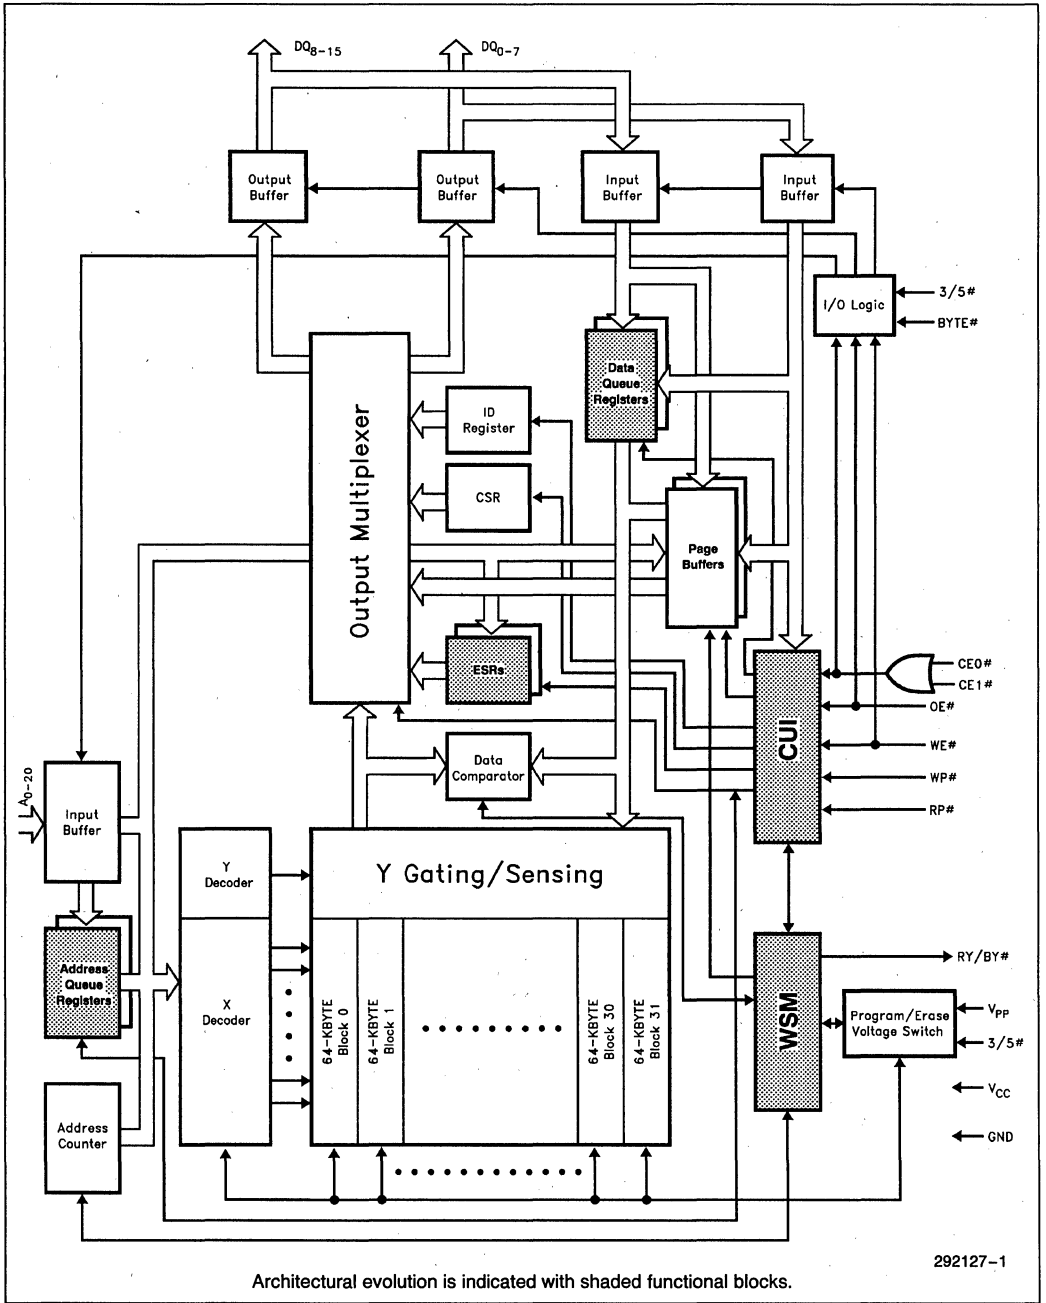 DQ8-15
DQ0-7
Output
Buffer
Output
Buffer
Input
Buffer
Input
Buffer
I/O Logic
3/5#
BYTE#
Data
Queue
Registers
Output Multiplexer
ID
Register
CSR
Page
Buffers
ESRs
CUI
CE0#
CE1#
OE#
WE#
WP#
RP#
Data
Comparator
A0-20
Input
Buffer
Y
Decoder
Y Gating/Sensing
Address
Queue
Registers
X
Decoder
64-KBYTE
Block 0
64-KBYTE
Block 1
64-KBYTE
Block 30
64-KBYTE
Block 31
WSM
RY/BY#
Program/Erase
Voltage Switch
VPP
3/5#
VCC
GND
Address
Counter
292127-1
Architectural evolution is indicated with shaded functional blocks.